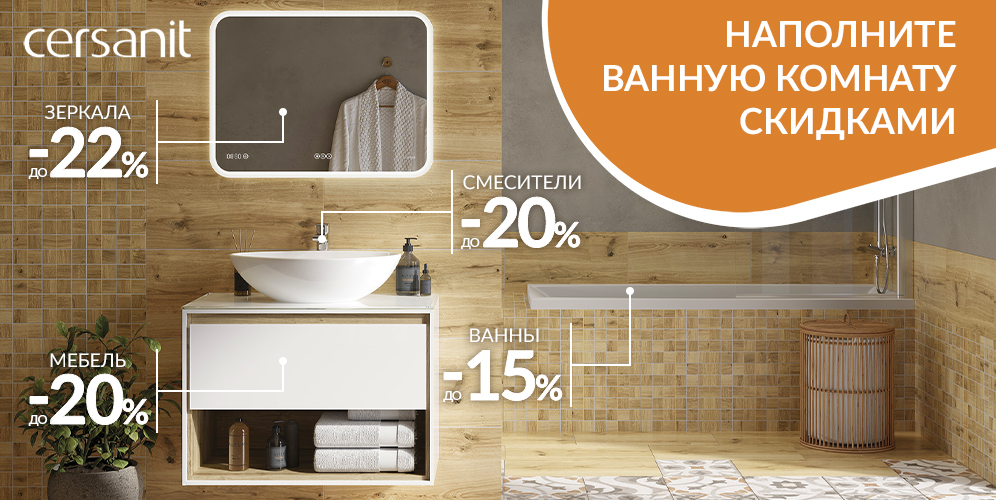 cersanit
НАПОЛНИТЕ
ВАННУЮ КОМНАТУ
СКИДКАМИ
ЗЕРКАЛА
до -22%
СМЕСИТЕЛИ
до -20%
МЕБЕЛЬ
до -20%
ВАННЫ
до -15%